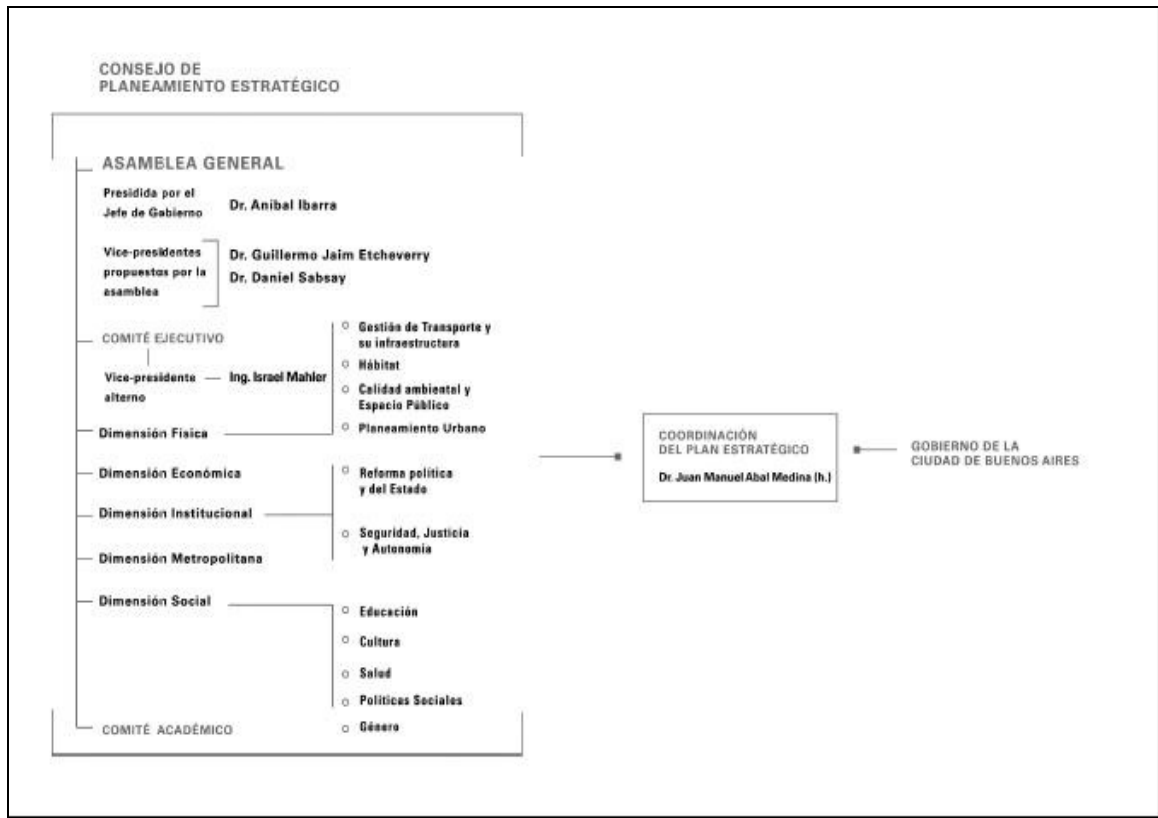 CONSEJO DE
PLANEAMIENTO ESTRATÉGICO
ASAMBLEA GENERAL
Presidida por el
Jefe de Gabierno
Dr. Aníbal Ibarra
Vice-presidentes
propuestas por la
asamblea
Dr. Guillermo Jaim Etcheverry
Dr. Daniel Sabsay
COMITÉ EJECUTIVO
Vice-presidente
alterno
Ing. Israel Mahler
Dimensión Física
Gestión de Transporte y
su infraestructura
Hábitat
Calidad ambiental y
Espacio Público
Planeamiento Urbano
Dimensión Económica
Dimensión Institucional
Reforma política
y del Estado
Seguridad, Justicia
y Autonomía
Dimensión Metropolitana
Dimensión Social
Educación
Cultura
Salud
Políticas Sociales
Género
COMITÉ ACADÉMICO
COORDINACIÓN
DEL PLAN ESTRATÉGICO
Dr. Juan Manuel Abal Medina (h.)
GOBIERNO DE LA
CIUDAD DE BUENOS AIRES